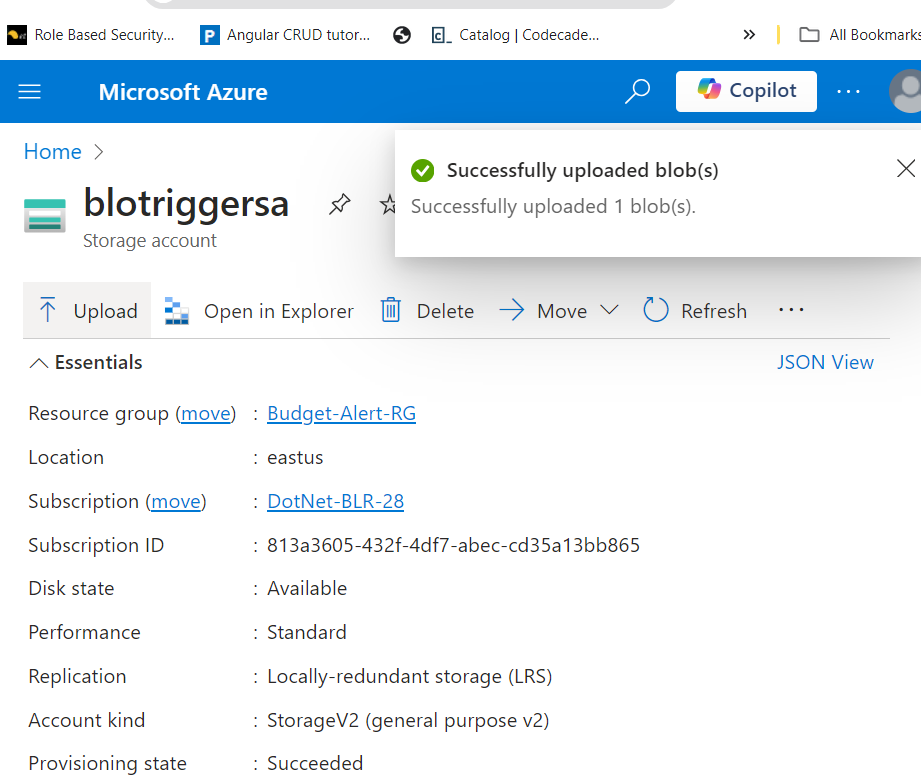 Role Based Security... Angular CRUD tutor... Catalog | Codecade... » All Bookmarks
Microsoft Azure Copilot ...
Home >
Successfully uploaded blob(s)
Successfully uploaded 1 blob(s).
blotriggersa
Storage account
Upload Open in Explorer Delete Move Refresh ...
Essentials JSON View
Resource group (move) : Budget-Alert-RG
Location : eastus
Subscription (move) : DotNet-BLR-28
Subscription ID : 813a3605-432f-4df7-abec-cd35a13bb865
Disk state : Available
Performance : Standard
Replication : Locally-redundant storage (LRS)
Account kind : StorageV2 (general purpose v2)
Provisioning state : Succeeded